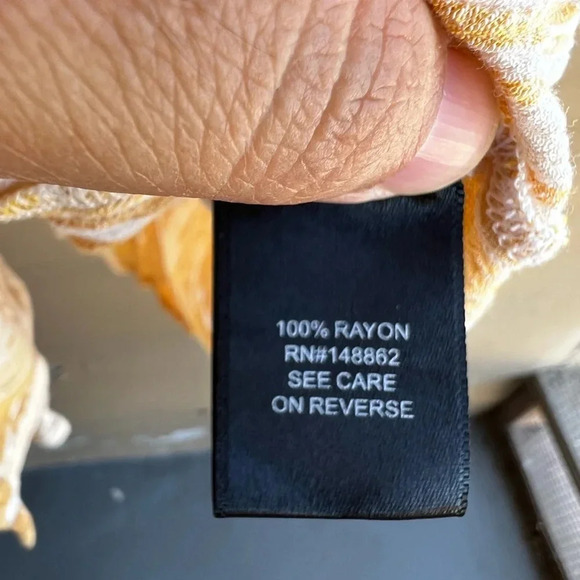 100% RAYON
RN#148862
SEE CARE
ON REVERSE